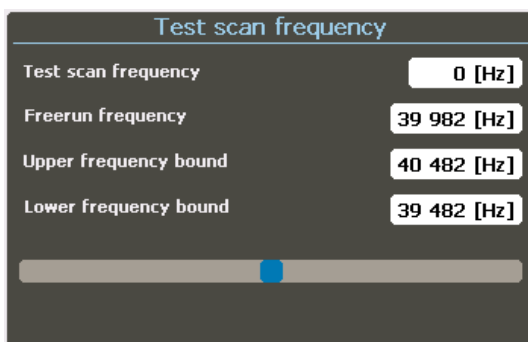 Test scan frequency
Test scan frequency 0 [Hz]
Freerun frequency 39 982 [Hz]
Upper frequency bound 40 482 [Hz]
Lower frequency bound 39 482 [Hz]